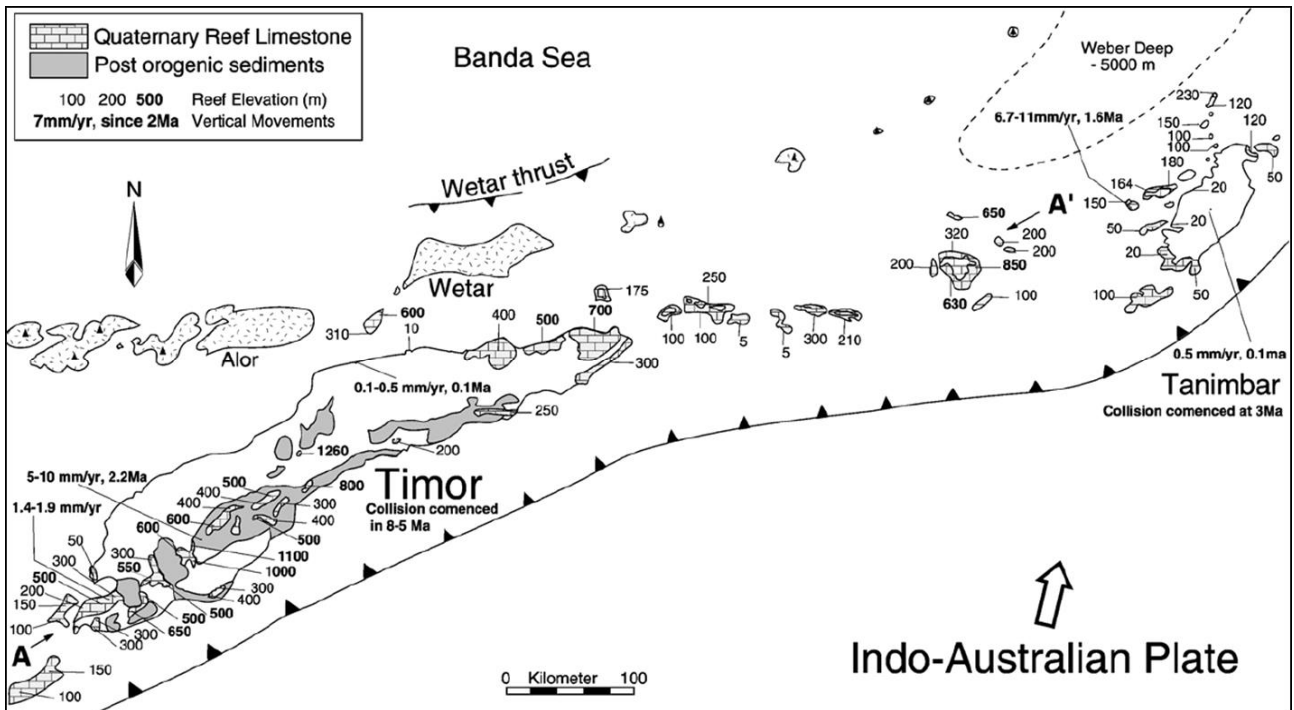 Quaternary Reef Limestone
Post orogenic sediments
100 200 500 Reef Elevation (m)
7mm/yr, since 2Ma Vertical Movements
Banda Sea
Weber Deep
- 5000 m
6.7-11mm/yr, 1.6Ma
230
120
150
100
100
120
50
180
164
150
20
50
20
20
50
100
N
Wetar thrust
A'
650
320
200
200
200
850
630
100
Wetar
Alor
600
310
10
400
500
700
175
300
250
100
100
5
5
300
210
0.1-0.5 mm/yr, 0.1Ma
0.5 mm/yr, 0.1ma
Tanimbar
Collision comenced at 3Ma
250
200
1260
800
Timor
Collision comenced
in 8-5 Ma
5-10 mm/yr, 2.2Ma
1.4-1.9 mm/yr
500
400
400
600
300
400
500
600
1100
1000
50
300
550
300
500
200
150
100
300
400
500
500
650
300
300
A
150
100
0 Kilometer 100
Indo-Australian Plate